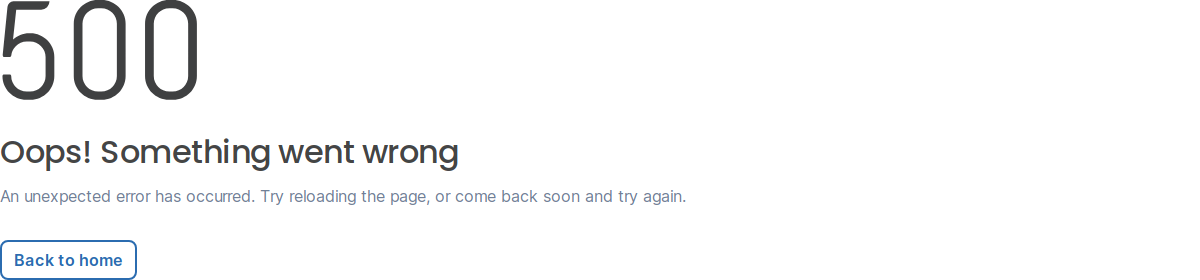 500
Oops! Something went wrong
An unexpected error has occurred. Try reloading the page, or come back soon and try again.
Back to home